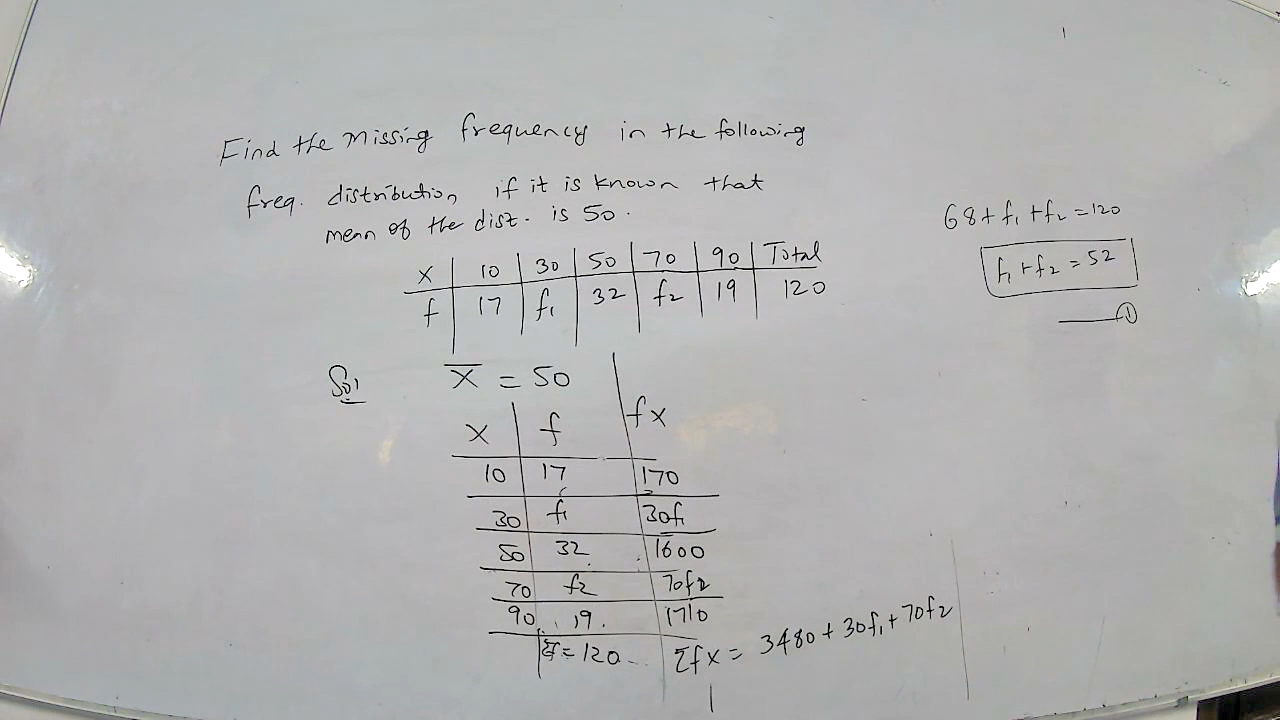 Find the Missing frequency in the following
freq. distribution if it is known that
mean of the dist. is 50.
X 10 30 50 70 90 Total
f 17 f₁ 32 f₂ 19 120
68 + f₁ + f₂ = 120
f₁ + f₂ = 52
①
Sol X̅ = 50
X f fx
10 17 170
30 f₁ 30f₁
50 32 1600
70 f₂ 70f₂
90 19 1710
Σf = 120 Σfx = 3480 + 30f₁ + 70f₂